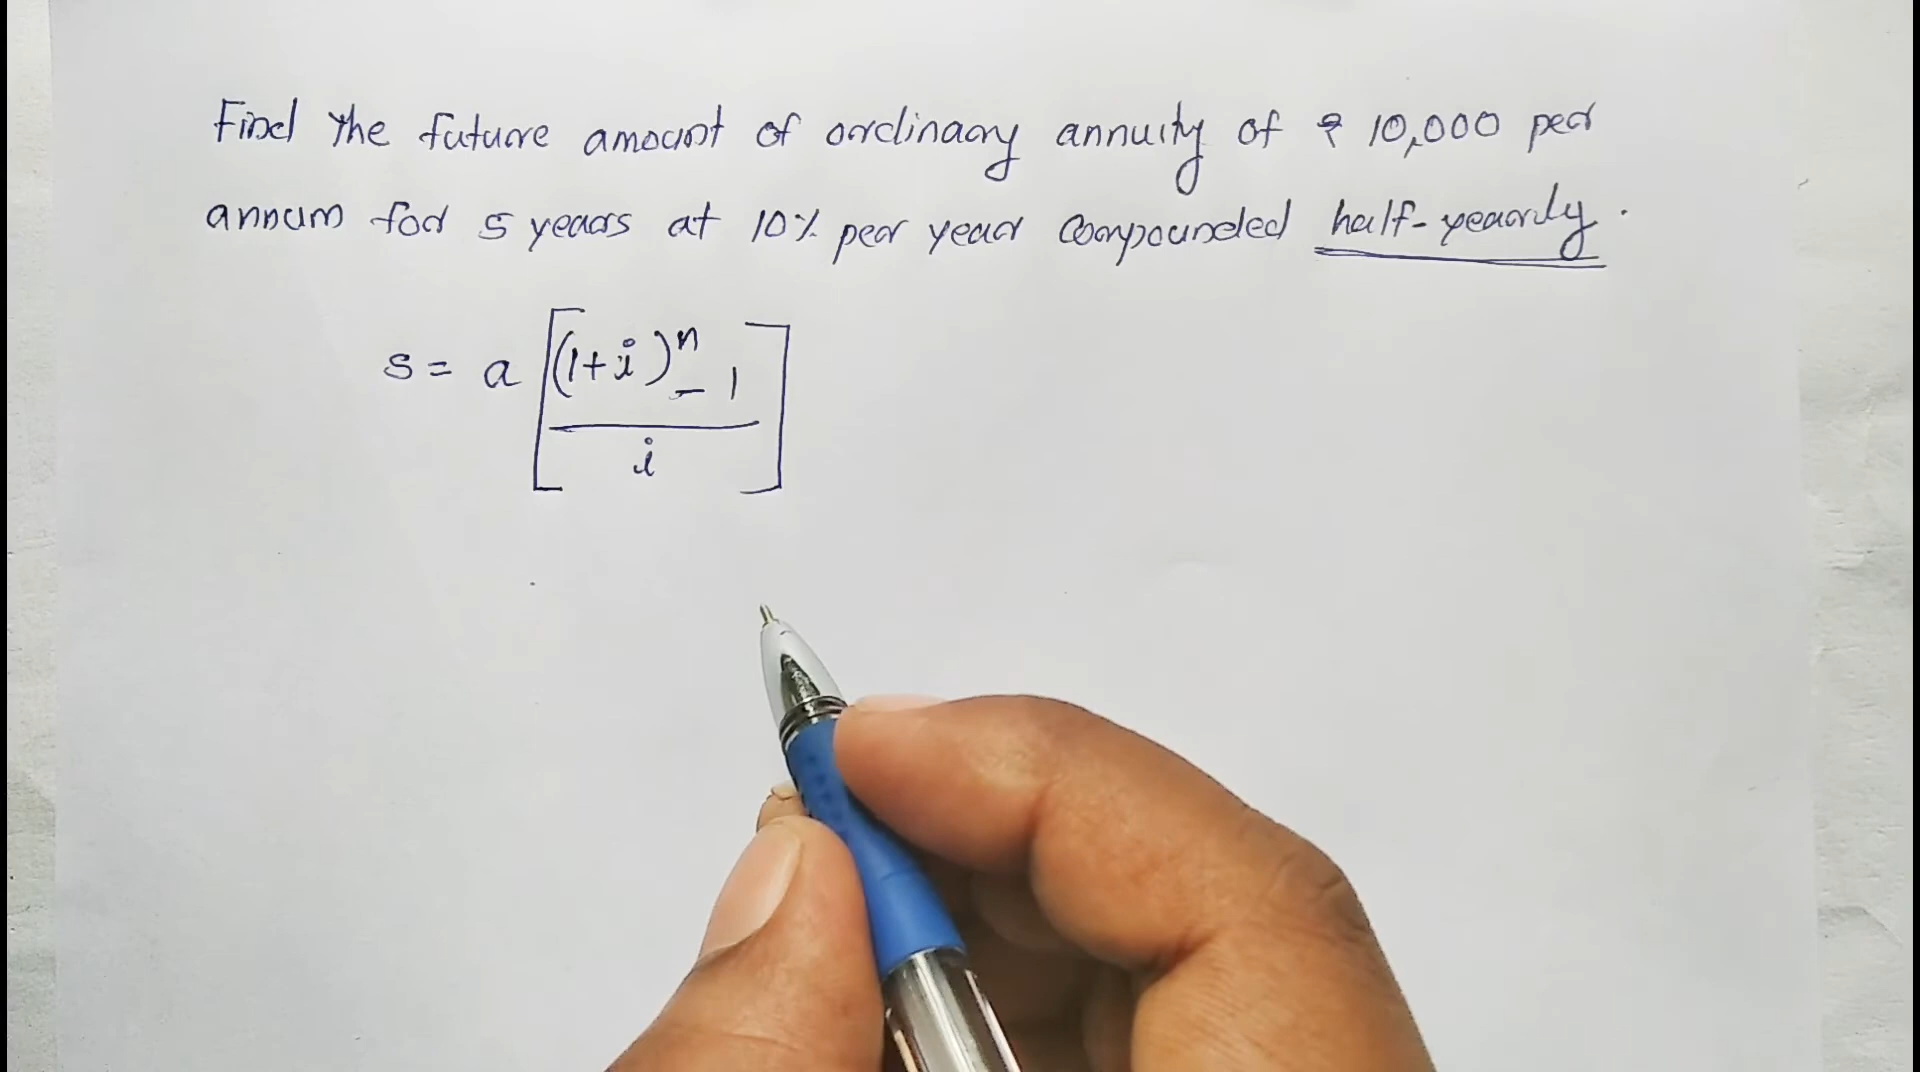 Find the future amount of ordinary annuity of ₹ 10,000 per
annum for 5 years at 10% per year compounded half-yearly.
s = a [(1+i)^n - 1
i]